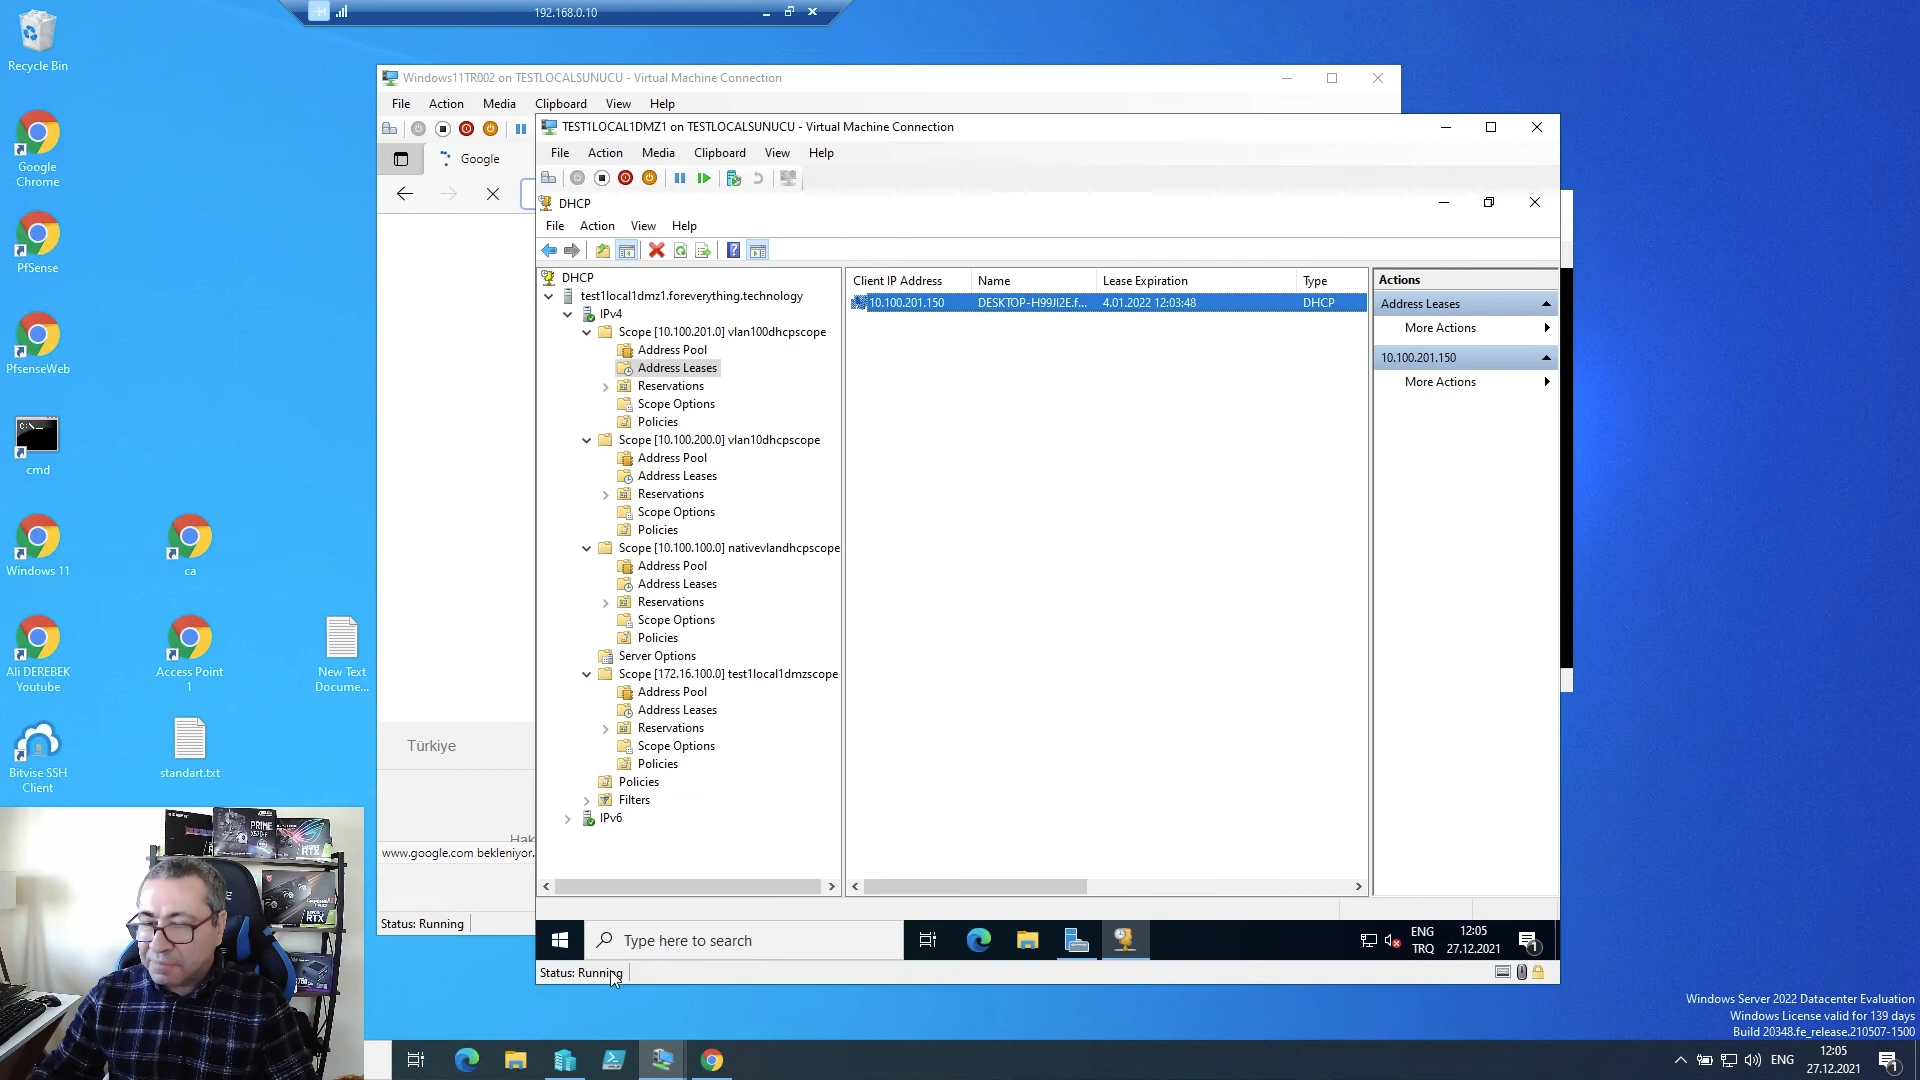 192.168.0.10
Recycle Bin
Google
Chrome
PfSense
PfsenseWeb
cmd
Windows 11
ca
Ali DEREBEK
Youtube
Access Point
1
New Text
Docume...
Bitvise SSH
Client
standart.txt
Windows11TR002 on TESTLOCALSUNUCU - Virtual Machine Connection
File Action Media Clipboard View Help
Google
Türkiye
Hak
www.google.com bekleniyor.
Status: Running
TEST1LOCAL1DMZ1 on TESTLOCALSUNUCU - Virtual Machine Connection
File Action Media Clipboard View Help
DHCP
File Action View Help
DHCP
test1local1dmz1.foreverything.technology
IPv4
Scope [10.100.201.0] vlan100dhcpscope
Address Pool
Address Leases
Reservations
Scope Options
Policies
Scope [10.100.200.0] vlan10dhcpscope
Address Pool
Address Leases
Reservations
Scope Options
Policies
Scope [10.100.100.0] nativevlandhcpscope
Address Pool
Address Leases
Reservations
Scope Options
Policies
Server Options
Scope [172.16.100.0] test1local1dmzscope
Address Pool
Address Leases
Reservations
Scope Options
Policies
Policies
Filters
IPv6
Client IP Address Name Lease Expiration Type
10.100.201.150 DESKTOP-H99JI2E.f... 4.01.2022 12:03:48 DHCP
Actions
Address Leases
More Actions
10.100.201.150
More Actions
Type here to search
ENG
TRQ
12:05
27.12.2021
1
Status: Running
PRIME
RTX
RTX
Windows Server 2022 Datacenter Evaluation
Windows License valid for 139 days
Build 20348.fe_release.210507-1500
ENG
12:05
27.12.2021
1